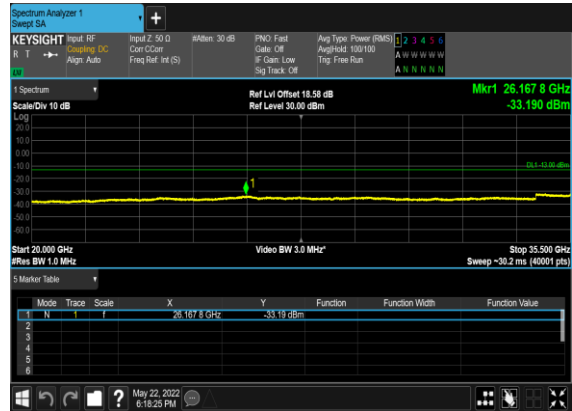 Spectrum Analyzer 1
Swept SA
+
KEYSIGHT
R T
LW
Input: RF
Coupling: DC
Align: Auto
Input Z: 50 Ω
Corr CCorr
Freq Ref: Int (S)
#Atten: 30 dB
PNO: Fast
Gate: Off
IF Gain: Low
Sig Track: Off
Avg Type: Power (RMS)
Avg|Hold: 100/100
Trig: Free Run
1 2 3 4 5 6
A W W W W W
A N N N N N
1 Spectrum
Scale/Div 10 dB
Ref Lvl Offset 18.58 dB
Ref Level 30.00 dBm
Mkr1 26.167 8 GHz
-33.190 dBm
Log
20.0
10.0
0.00
-10.0
-20.0
-30.0
-40.0
-50.0
-60.0
DL1 -13.00 dBm
1
Start 20.000 GHz
#Res BW 1.0 MHz
Video BW 3.0 MHz*
Stop 35.500 GHz
Sweep ~30.2 ms (40001 pts)
5 Marker Table
Mode Trace Scale X Y Function Function Width Function Value
1 N 1 f 26.167 8 GHz -33.19 dBm
2
3
4
5
6
?
May 22, 2022
6:18:25 PM